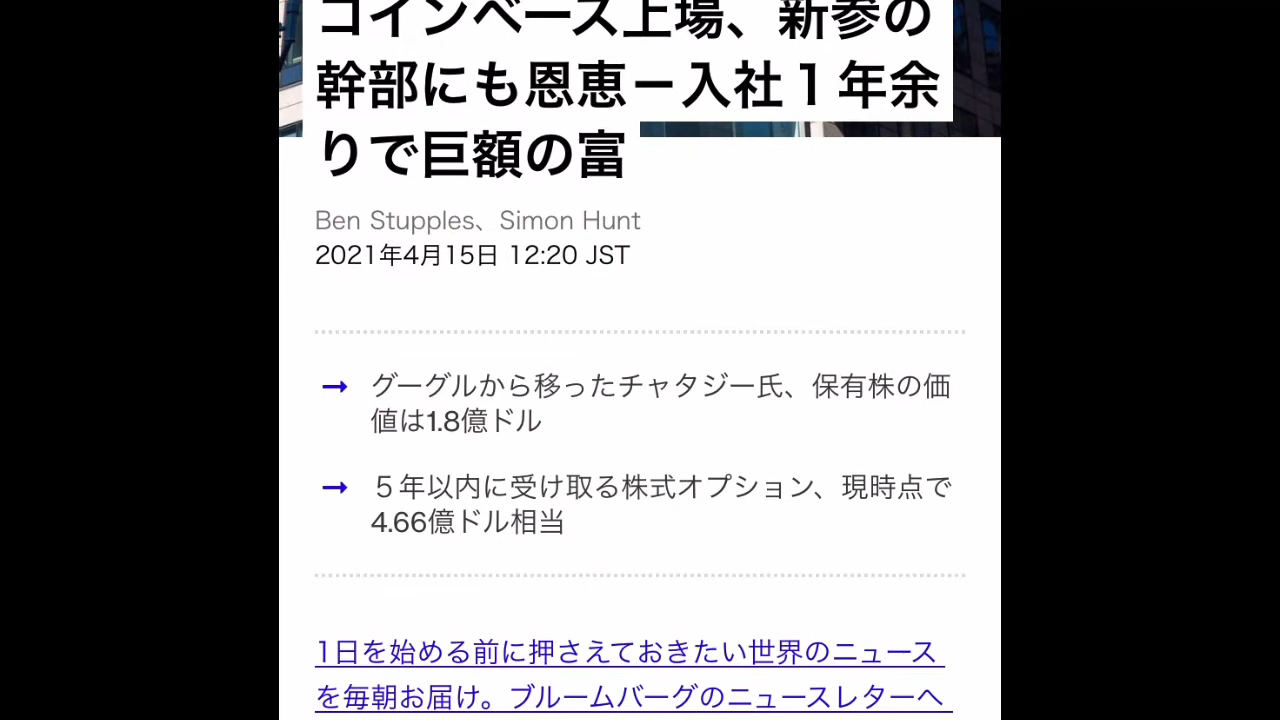 コインベース上場、新参の
幹部にも恩恵－入社１年余
りで巨額の富
Ben Stupples、Simon Hunt
2021年4月15日 12:20 JST
→ グーグルから移ったチャタジー氏、保有株の価
値は1.8億ドル
→ ５年以内に受け取る株式オプション、現時点で
4.66億ドル相当
1日を始める前に押さえておきたい世界のニュース
を毎朝お届け。ブルームバーグのニュースレターへ